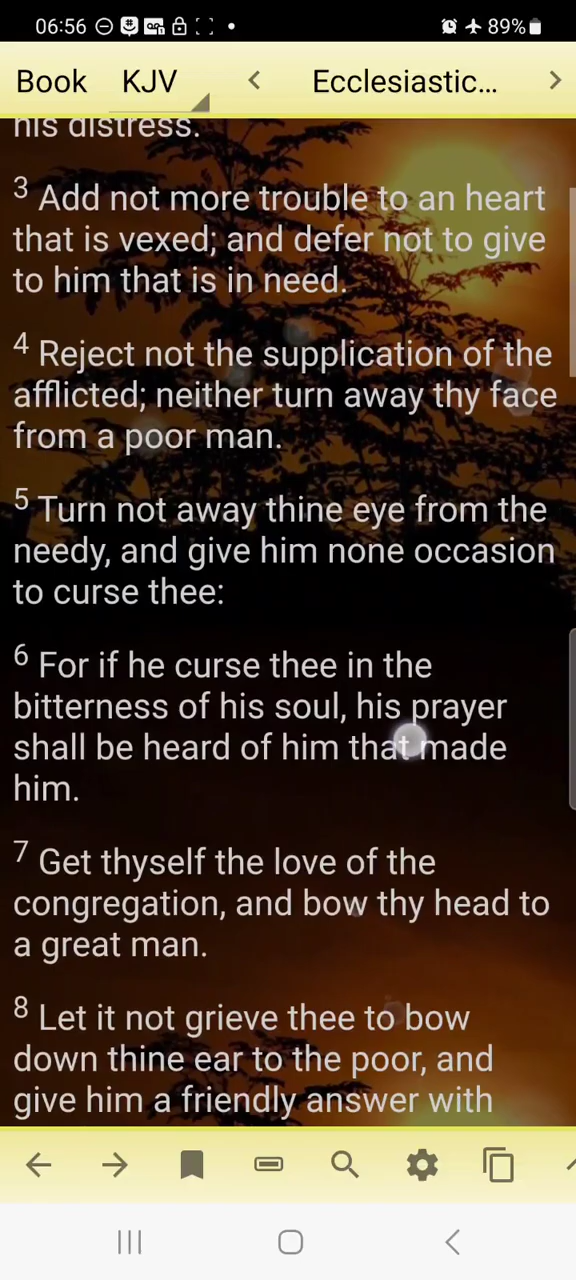 06:56 89%
Book KJV Ecclesiastic...
his distress.
3 Add not more trouble to an heart
that is vexed; and defer not to give
to him that is in need.
4 Reject not the supplication of the
afflicted; neither turn away thy face
from a poor man.
5 Turn not away thine eye from the
needy, and give him none occasion
to curse thee:
6 For if he curse thee in the
bitterness of his soul, his prayer
shall be heard of him that made
him.
7 Get thyself the love of the
congregation, and bow thy head to
a great man.
8 Let it not grieve thee to bow
down thine ear to the poor, and
give him a friendly answer with